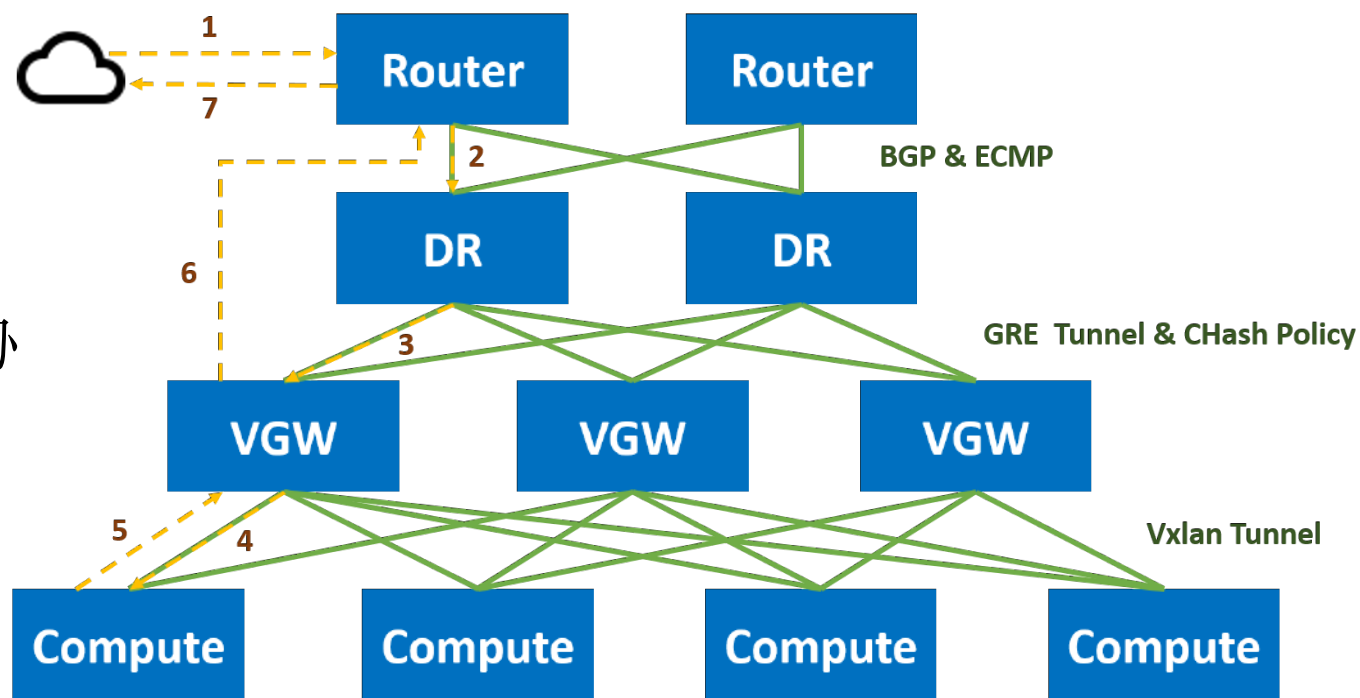 1
Router
Router
7
2
BGP & ECMP
DR
DR
6
3
GRE Tunnel & CHash Policy
VGW
VGW
VGW
5
4
Vxlan Tunnel
Compute
Compute
Compute
Compute